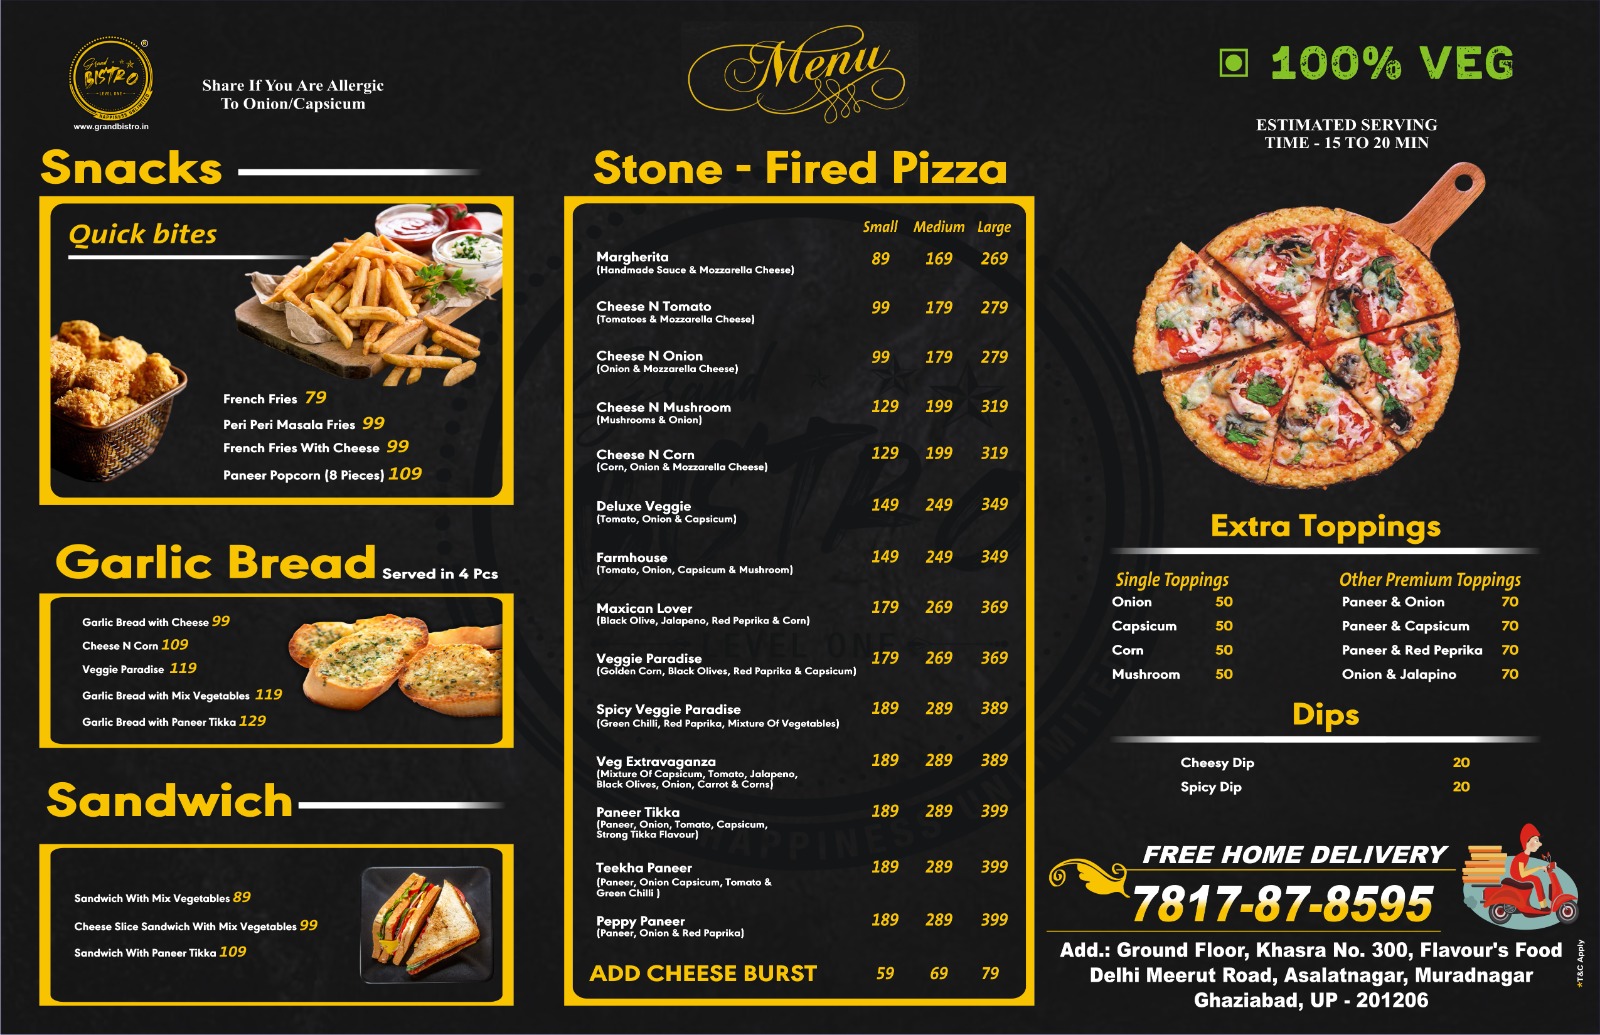 Grand
BISTRO
LEVEL ONE
HAPPINESS UNLIMITED
®
www.grandbistro.in
Share If You Are Allergic
To Onion/Capsicum
Menu
100% VEG
ESTIMATED SERVING
TIME - 15 TO 20 MIN
Snacks
Quick bites
French Fries 79
Peri Peri Masala Fries 99
French Fries With Cheese 99
Paneer Popcorn (8 Pieces) 109
Garlic Bread Served in 4 Pcs
Garlic Bread with Cheese 99
Cheese N Corn 109
Veggie Paradise 119
Garlic Bread with Mix Vegetables 119
Garlic Bread with Paneer Tikka 129
Sandwich
Sandwich With Mix Vegetables 89
Cheese Slice Sandwich With Mix Vegetables 99
Sandwich With Paneer Tikka 109
Stone - Fired Pizza
Small Medium Large
Margherita 89 169 269
(Handmade Sauce & Mozzarella Cheese)
Cheese N Tomato 99 179 279
(Tomatoes & Mozzarella Cheese)
Cheese N Onion 99 179 279
(Onion & Mozzarella Cheese)
Cheese N Mushroom 129 199 319
(Mushrooms & Onion)
Cheese N Corn 129 199 319
(Corn, Onion & Mozzarella Cheese)
Deluxe Veggie 149 249 349
(Tomato, Onion & Capsicum)
Farmhouse 149 249 349
(Tomato, Onion, Capsicum & Mushroom)
Maxican Lover 179 269 369
(Black Olive, Jalapeno, Red Peprika & Corn)
Veggie Paradise 179 269 369
(Golden Corn, Black Olives, Red Paprika & Capsicum)
Spicy Veggie Paradise 189 289 389
(Green Chilli, Red Paprika, Mixture Of Vegetables)
Veg Extravaganza 189 289 389
(Mixture Of Capsicum, Tomato, Jalapeno,
Black Olives, Onion, Carrot & Corns)
Paneer Tikka 189 289 399
(Paneer, Onion, Tomato, Capsicum,
Strong Tikka Flavour)
Teekha Paneer 189 289 399
(Paneer, Onion Capsicum, Tomato &
Green Chilli )
Peppy Paneer 189 289 399
(Paneer, Onion & Red Paprika)
ADD CHEESE BURST 59 69 79
Extra Toppings
Single Toppings
Onion 50
Capsicum 50
Corn 50
Mushroom 50
Other Premium Toppings
Paneer & Onion 70
Paneer & Capsicum 70
Paneer & Red Peprika 70
Onion & Jalapino 70
Dips
Cheesy Dip 20
Spicy Dip 20
FREE HOME DELIVERY
7817-87-8595
Add.: Ground Floor, Khasra No. 300, Flavour's Food
Delhi Meerut Road, Asalatnagar, Muradnagar
Ghaziabad, UP - 201206
*T&C Apply